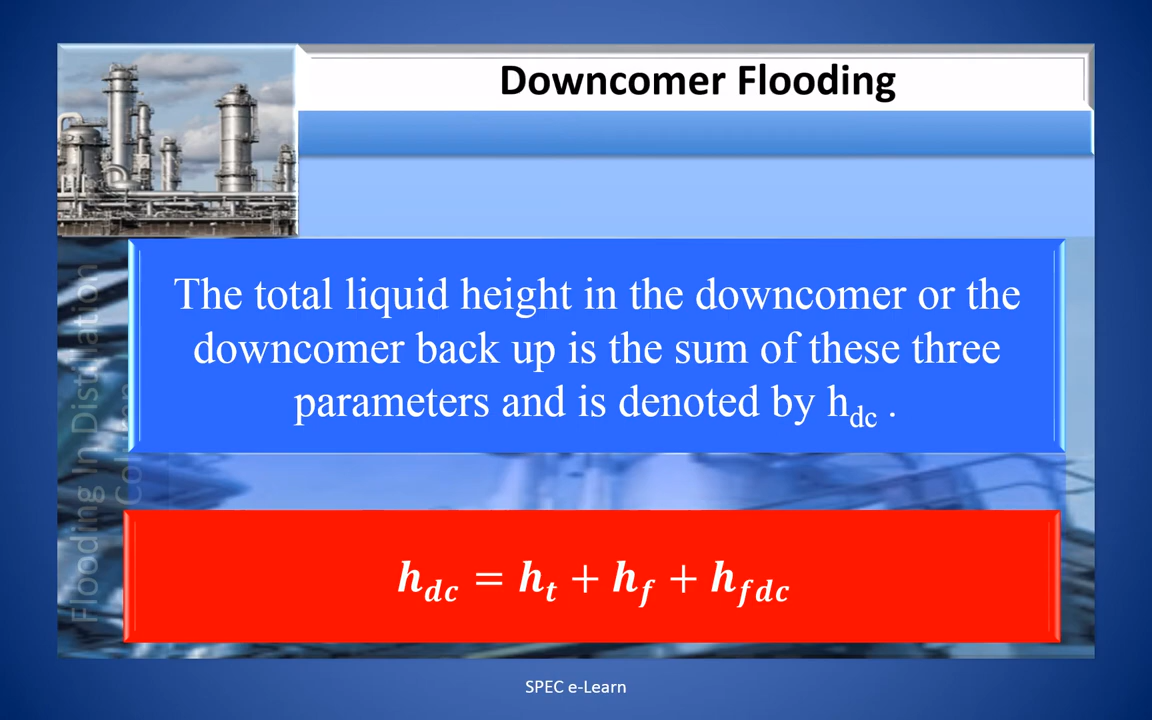 Downcomer Flooding
The total liquid height in the downcomer or the
downcomer back up is the sum of these three
parameters and is denoted by h_dc .
h_dc = h_t + h_f + h_fdc
Flooding In Distillation
Column
SPEC e-Learn